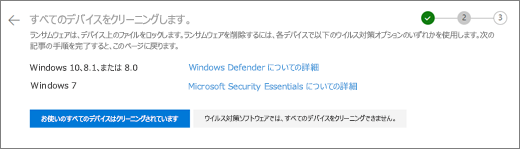 すべてのデバイスをクリーニングします。
2 3
ランサムウェアは、デバイス上のファイルをロックします。ランサムウェアを削除するには、各デバイスで以下のウイルス対策オプションのいずれかを使用します。次の
記事の手順を完了すると、このページに戻ります。
Windows 10、8.1、または 8.0 Windows Defender についての詳細
Windows 7 Microsoft Security Essentials についての詳細
お使いのすべてのデバイスはクリーニングされています ウイルス対策ソフトウェアでは、すべてのデバイスをクリーニングできません。